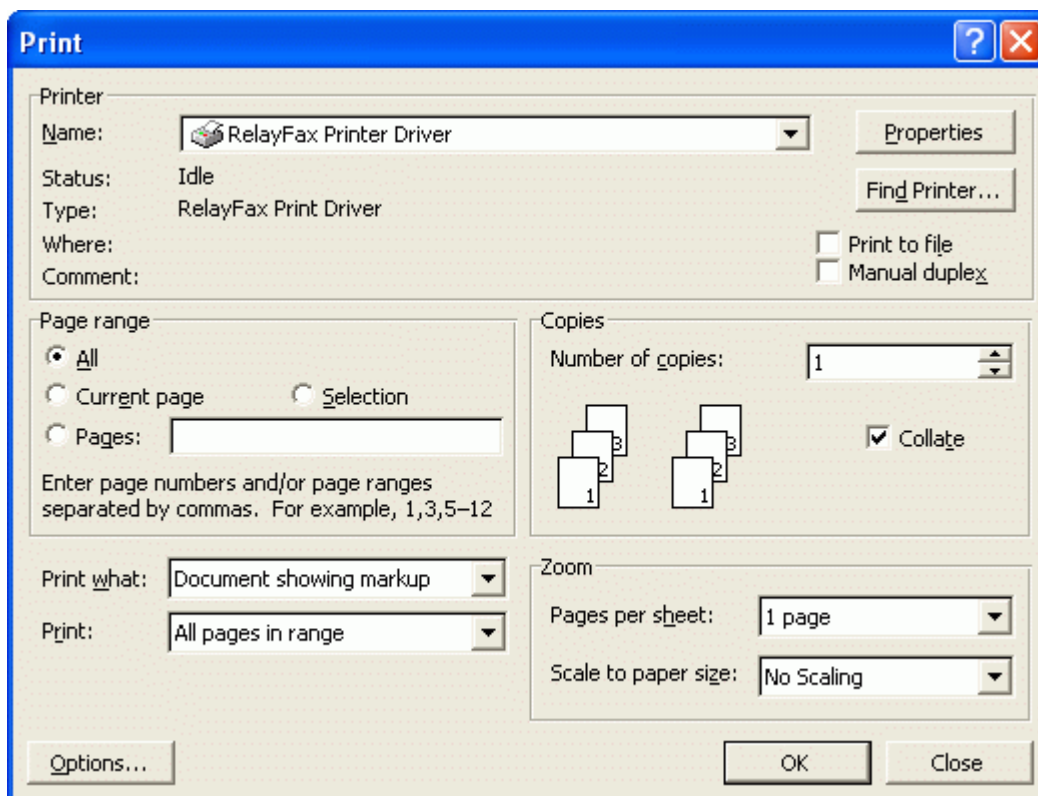 Print
Printer
Name: RelayFax Printer Driver Properties
Status: Idle
Find Printer...
Type: RelayFax Print Driver
Where:
Print to file
Comment:
Manual duplex
Page range
All
Current page Selection
Pages:
Enter page numbers and/or page ranges
separated by commas.  For example, 1,3,5–12
Copies
Number of copies: 1
3 3
2 2
1 1
Collate
Print what: Document showing markup
Print: All pages in range
Zoom
Pages per sheet: 1 page
Scale to paper size: No Scaling
Options... OK Close